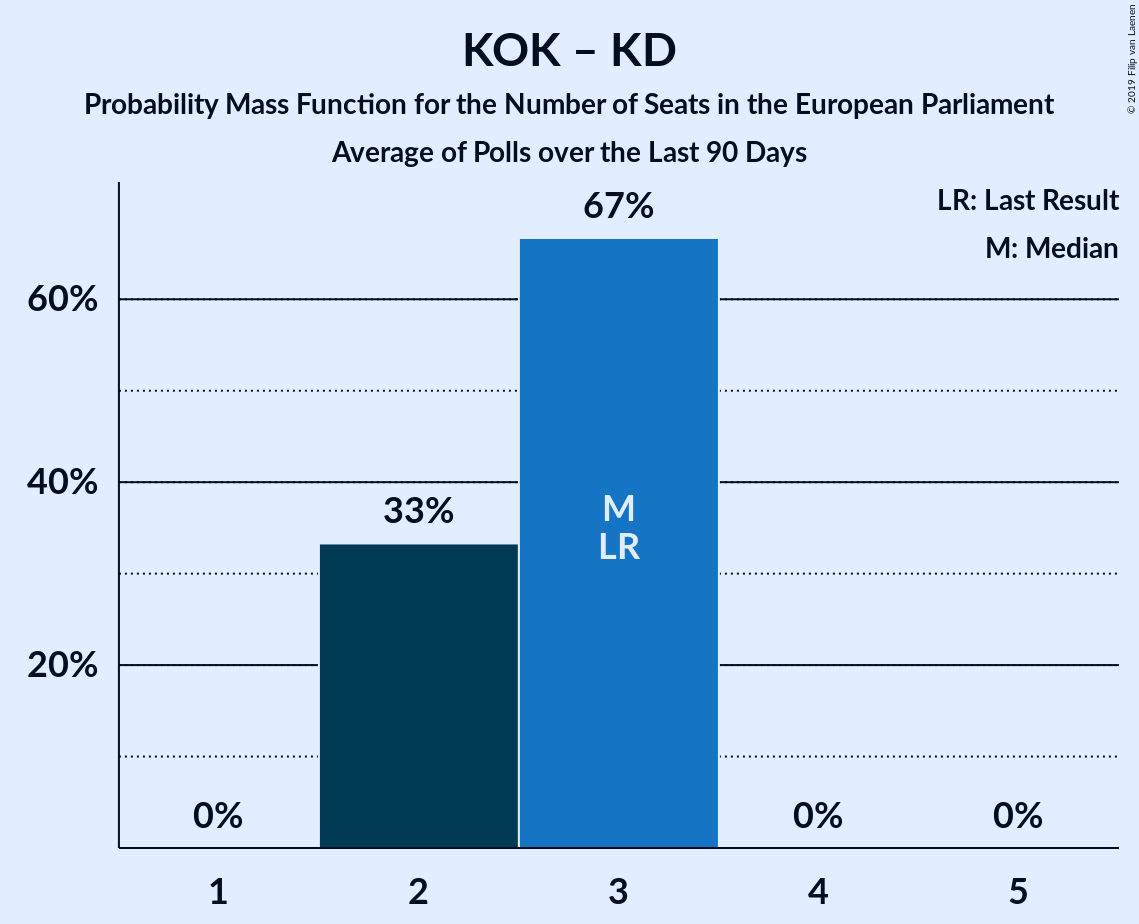 KOK – KD
Probability Mass Function for the Number of Seats in the European Parliament
Average of Polls over the Last 90 Days
© 2019 Filip van Laenen
LR: Last Result
M: Median
67%
60%
40%
33%
M
LR
20%
0%
0%
0%
1
2
3
4
5